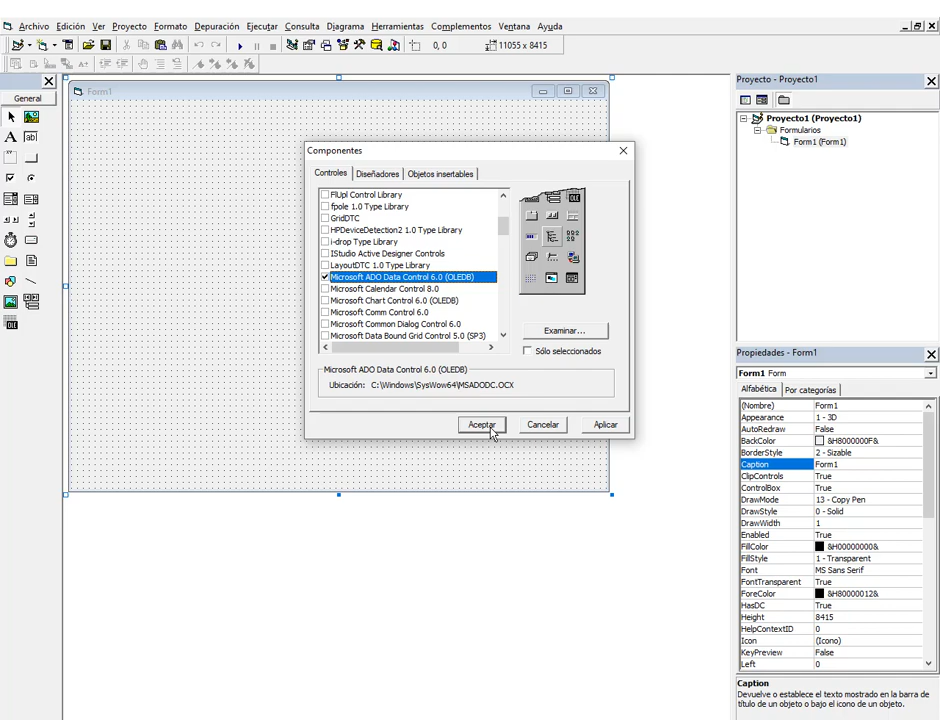 Archivo Edición Ver Proyecto Formato Depuración Ejecutar Consulta Diagrama Herramientas Complementos Ventana Ayuda
0, 0 11055 x 8415
General
A ab
OLE
Form1
Componentes
Controles Diseñadores Objetos insertables
FlUpl Control Library
fpole 1.0 Type Library
GridDTC
HPDeviceDetection2 1.0 Type Library
i-drop Type Library
IStudio Active Designer Controls
LayoutDTC 1.0 Type Library
Microsoft ADO Data Control 6.0 (OLEDB)
Microsoft Calendar Control 8.0
Microsoft Chart Control 6.0 (OLEDB)
Microsoft Comm Control 6.0
Microsoft Common Dialog Control 6.0
Microsoft Data Bound Grid Control 5.0 (SP3)
OLE
Examinar...
Sólo seleccionados
Microsoft ADO Data Control 6.0 (OLEDB)
Ubicación: C:\Windows\SysWow64\MSADODC.OCX
Aceptar Cancelar Aplicar
Proyecto - Proyecto1
Proyecto1 (Proyecto1)
Formularios
Form1 (Form1)
Propiedades - Form1
Form1 Form
Alfabética Por categorías
(Nombre) Form1
Appearance 1 - 3D
AutoRedraw False
BackColor &H8000000F&
BorderStyle 2 - Sizable
Caption Form1
ClipControls True
ControlBox True
DrawMode 13 - Copy Pen
DrawStyle 0 - Solid
DrawWidth 1
Enabled True
FillColor &H00000000&
FillStyle 1 - Transparent
Font MS Sans Serif
FontTransparent True
ForeColor &H80000012&
HasDC True
Height 8415
HelpContextID 0
Icon (Icono)
KeyPreview False
Left 0
Caption
Devuelve o establece el texto mostrado en la barra de
título de un objeto o bajo el icono de un objeto.